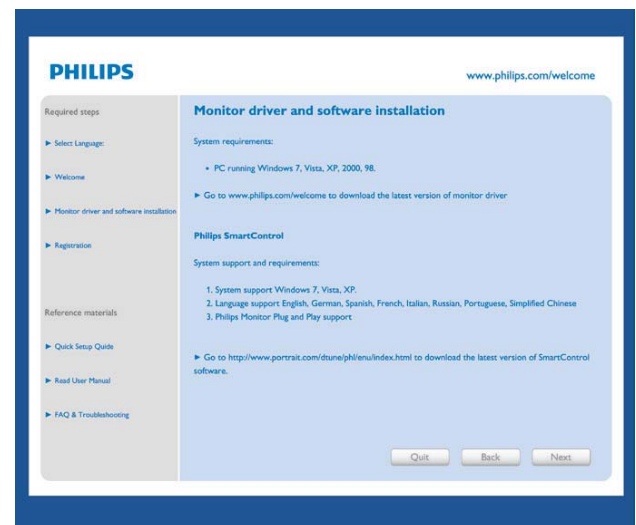 PHILIPS
www.philips.com/welcome
Required steps
► Select Language:
► Welcome
► Monitor driver and software installation
► Registration
Reference materials
► Quick Setup Quide
► Read User Manual
► FAQ & Troubleshooting
Monitor driver and software installation
System requirements:
• PC running Windows 7, Vista, XP, 2000, 98.
► Go to www.philips.com/welcome to download the latest version of monitor driver
Philips SmartControl
System support and requirements:
1. System support Windows 7, Vista, XP.
2. Language support English, German, Spanish, French, Italian, Russian, Portuguese, Simplified Chinese
3. Philips Monitor Plug and Play support
► Go to http://www.portrait.com/dtune/phl/enu/index.html to download the latest version of SmartControl
software.
Quit
Back
Next